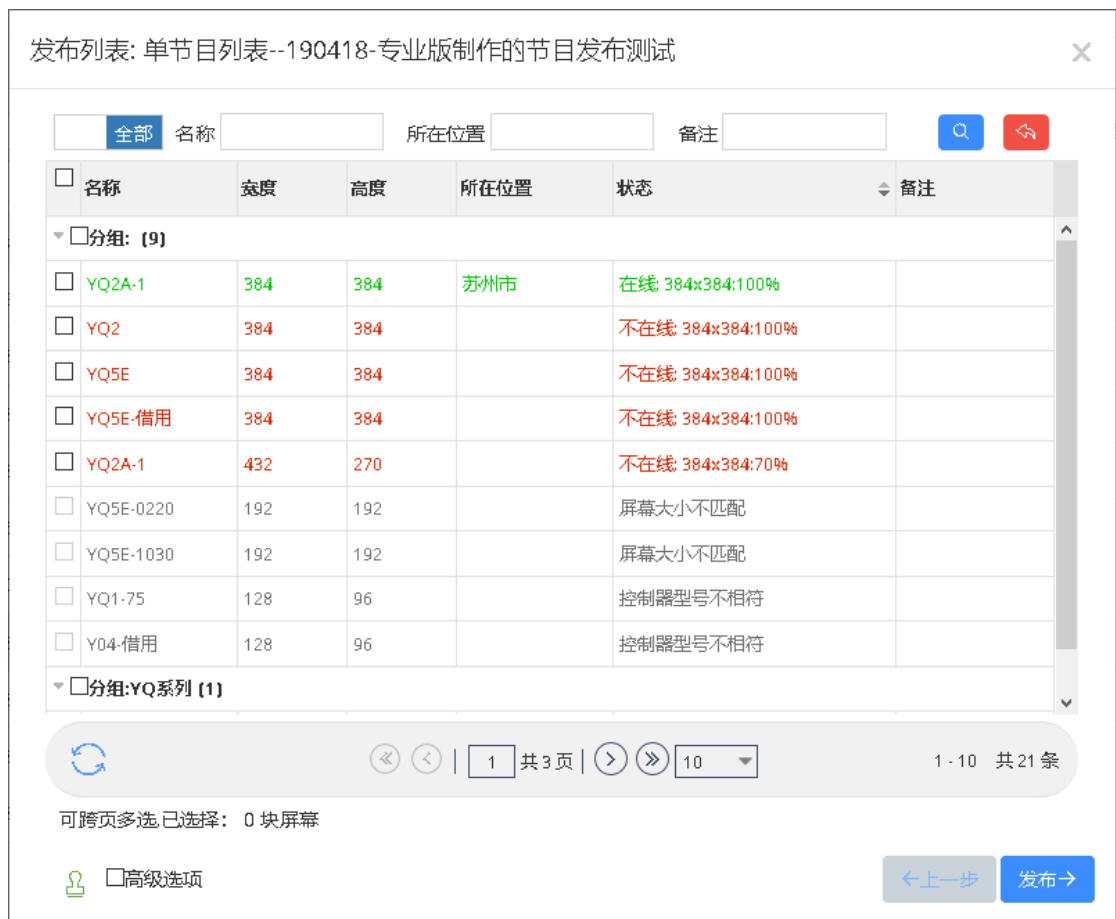 发布列表: 单节目列表--190418-专业版制作的节目发布测试
全部 名称 所在位置 备注
名称 宽度 高度 所在位置 状态 备注
分组: (9)
YQ2A-1 384 384 苏州市 在线; 384x384:100%
YQ2 384 384 不在线; 384x384:100%
YQ5E 384 384 不在线; 384x384:100%
YQ5E-借用 384 384 不在线; 384x384:100%
YQ2A-1 432 270 不在线; 384x384:70%
YQ5E-0220 192 192 屏幕大小不匹配
YQ5E-1030 192 192 屏幕大小不匹配
YQ1-75 128 96 控制器型号不相符
Y04-借用 128 96 控制器型号不相符
分组:YQ系列 (1)
1 共3页 10 1 - 10 共21条
可跨页多选,已选择: 0 块屏幕
高级选项 ←上一步 发布→